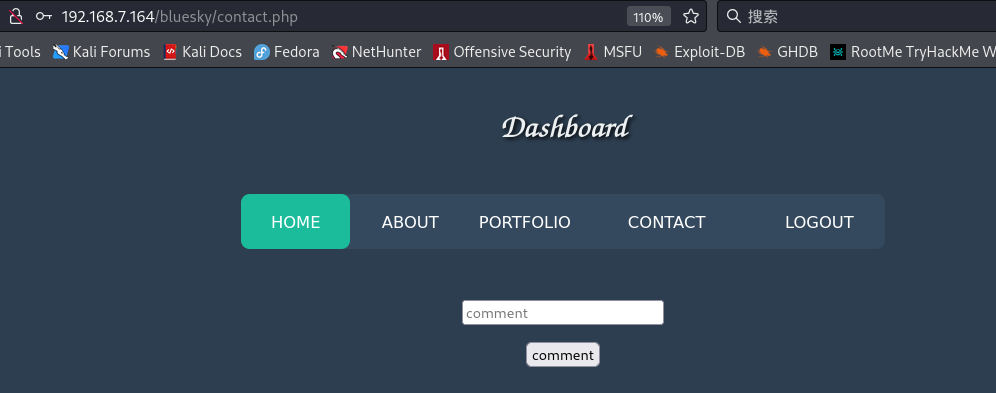 192.168.7.164/bluesky/contact.php 110% 搜索
Tools Kali Forums Kali Docs Fedora NetHunter Offensive Security MSFU Exploit-DB GHDB RootMe TryHackMe W
Dashboard
HOME ABOUT PORTFOLIO CONTACT LOGOUT
comment
comment